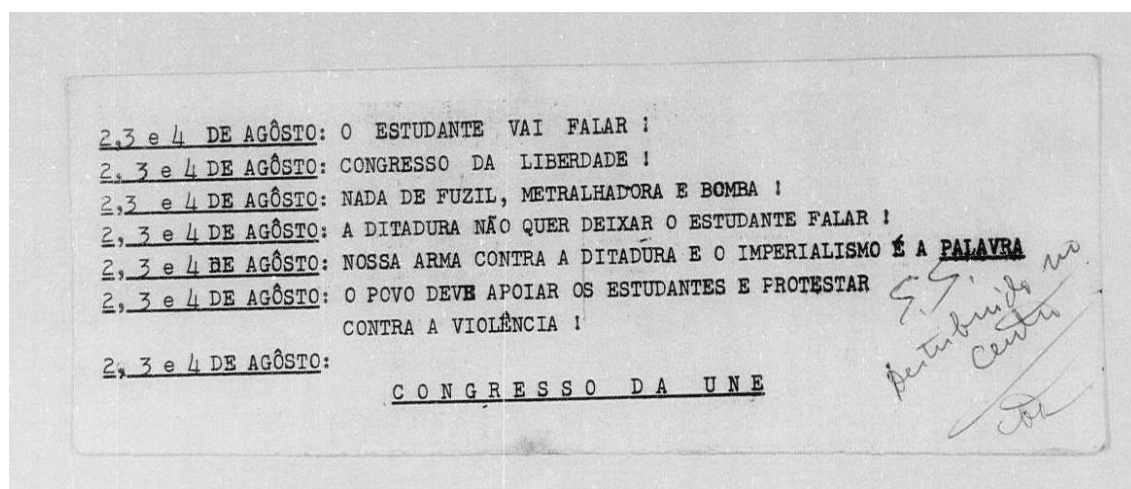 2,3 e 4 DE AGÔSTO: O ESTUDANTE VAI FALAR !
2, 3 e 4 DE AGÔSTO: CONGRESSO DA LIBERDADE !
2,3 e 4 DE AGÔSTO: NADA DE FUZIL, METRALHADORA E BOMBA !
2, 3 e 4 DE AGÔSTO: A DITADURA NÃO QUER DEIXAR O ESTUDANTE FALAR !
2, 3 e 4 DE AGÔSTO: NOSSA ARMA CONTRA A DITADURA E O IMPERIALISMO É A PALAVRA
2, 3 e 4 DE AGÔSTO: O POVO DEVE APOIAR OS ESTUDANTES E PROTESTAR
CONTRA A VIOLÊNCIA !
2, 3 e 4 DE AGÔSTO:
C O N G R E S S O D A U N E
S.S.
Distribuido no
centro